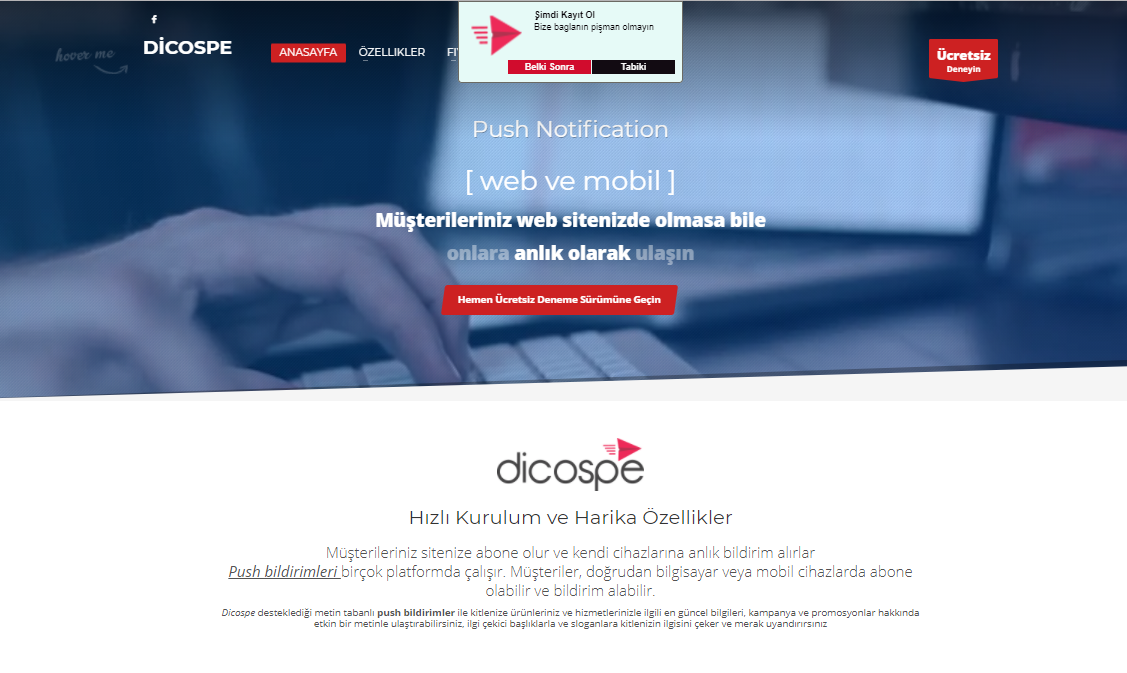 f
hover me
DİCOSPE
ANASAYFA
ÖZELLIKLER
Şimdi Kayıt Ol
Bize baglanın pişman olmayın
Belki Sonra
Tabiki
Ücretsiz
Deneyin
Push Notification
[ web ve mobil ]
Müşterileriniz web sitenizde olmasa bile
onlara anlık olarak ulaşın
Hemen Ücretsiz Deneme Sürümüne Geçin
dicospe
Hızlı Kurulum ve Harika Özellikler
Müşterileriniz sitenize abone olur ve kendi cihazlarına anlık bildirim alırlar
Push bildirimleri birçok platformda çalışır. Müşteriler, doğrudan bilgisayar veya mobil cihazlarda abone
olabilir ve bildirim alabilir.
Dicospe desteklediği metin tabanlı push bildirimler ile kitlenize ürünleriniz ve hizmetlerinizle ilgili en güncel bilgileri, kampanya ve promosyonlar hakkında
etkin bir metinle ulaştırabilirsiniz, ilgi çekici başlıklarla ve sloganlara kitlenizin ilgisini çeker ve merak uyandırırsınız